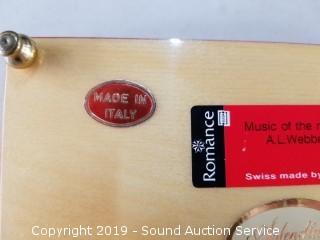 MADE IN
ITALY
Romance
Music of the
A.L.Webbe
Swiss made by
Copyright 2019 - Sound Auction Service